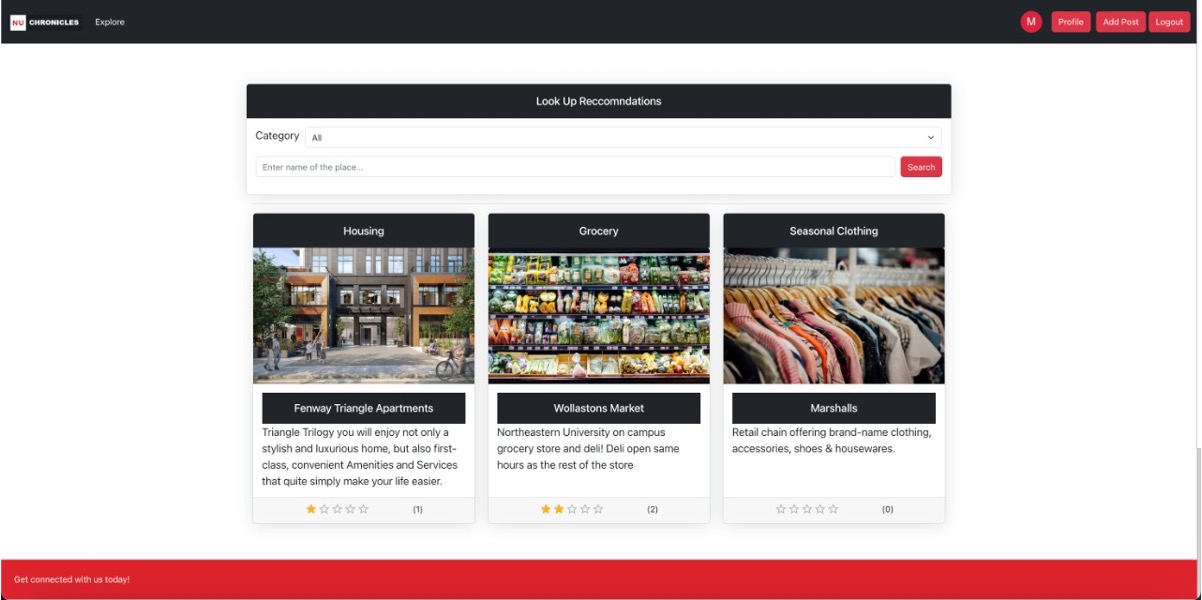 NU CHRONICLES Explore M Profile Add Post Logout
Look Up Reccomndations
Category All
Enter name of the place... Search
Housing
Fenway Triangle Apartments
Triangle Trilogy you will enjoy not only a
stylish and luxurious home, but also first-
class, convenient Amenities and Services
that quite simply make your life easier.
(1)
Grocery
Wollastons Market
Northeastern University on campus
grocery store and deli! Deli open same
hours as the rest of the store
(2)
Seasonal Clothing
Marshalls
Retail chain offering brand-name clothing,
accessories, shoes & housewares.
(0)
Get connected with us today!